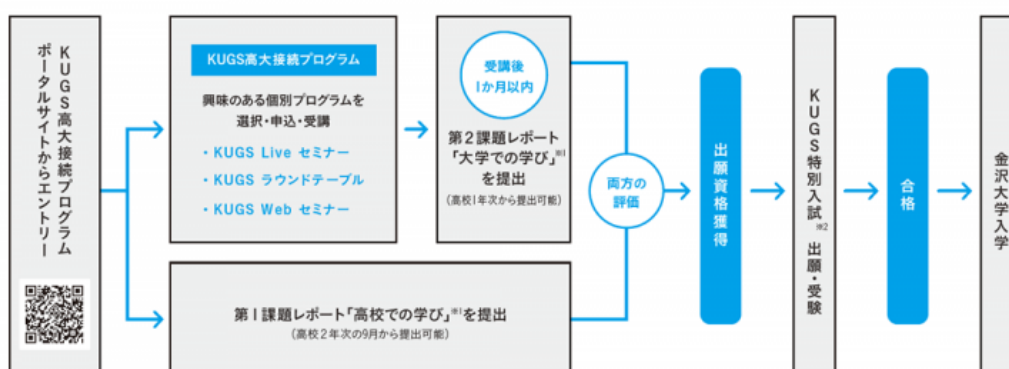 KUGS高大接続プログラム
ポータルサイトからエントリー
KUGS高大接続プログラム
興味のある個別プログラムを
選択・申込・受講
・KUGS Live セミナー
・KUGS ラウンドテーブル
・KUGS Web セミナー
受講後
1か月以内
第2課題レポート
「大学での学び」※1
を提出
(高校1年次から提出可能)
第1課題レポート「高校での学び」※1を提出
(高校2年次の9月から提出可能)
両方の
評価
出願資格獲得
KUGS特別入試※2 出願・受験
合格
金沢大学入学